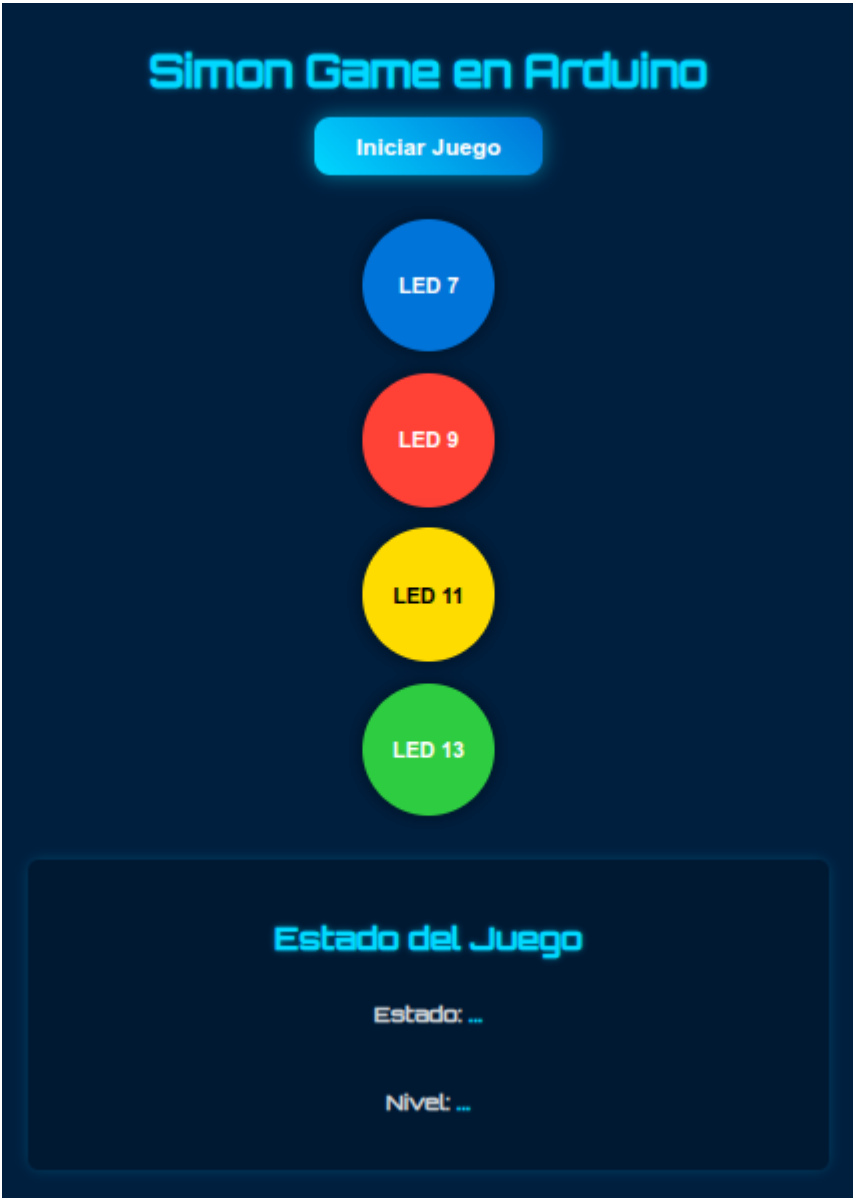 Simon Game en Arduino
Iniciar Juego
LED 7
LED 9
LED 11
LED 13
Estado del Juego
Estado: ...
Nivel: ...